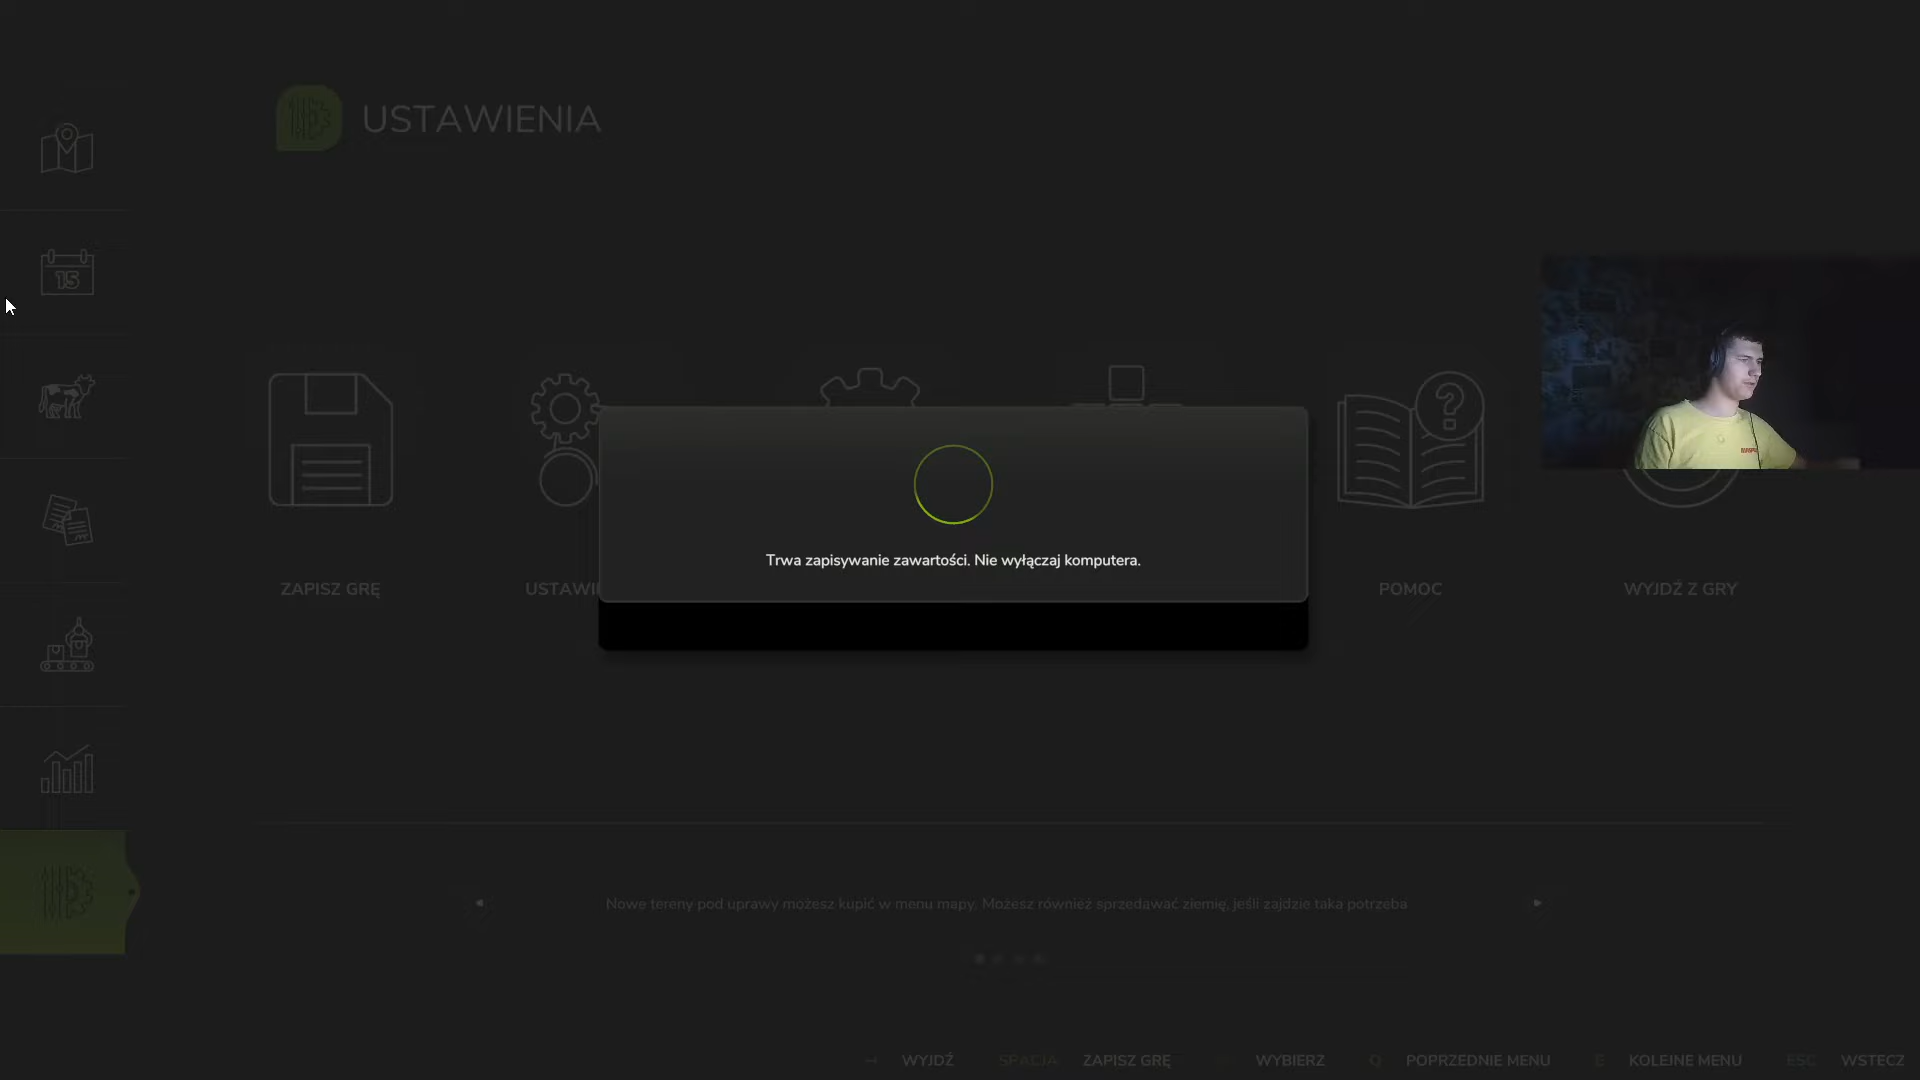 USTAWIENIA
15
ZAPISZ GRĘ
USTAWI
POMOC
WYJDŹ Z GRY
Trwa zapisywanie zawartości. Nie wyłączaj komputera.
Nowe tereny pod uprawy możesz kupić w menu mapy. Możesz również sprzedawać ziemię, jeśli zajdzie taka potrzeba
WYJDŹ SPACJA ZAPISZ GRĘ WYBIERZ Q POPRZEDNIE MENU E KOLEJNE MENU ESC WSTECZ